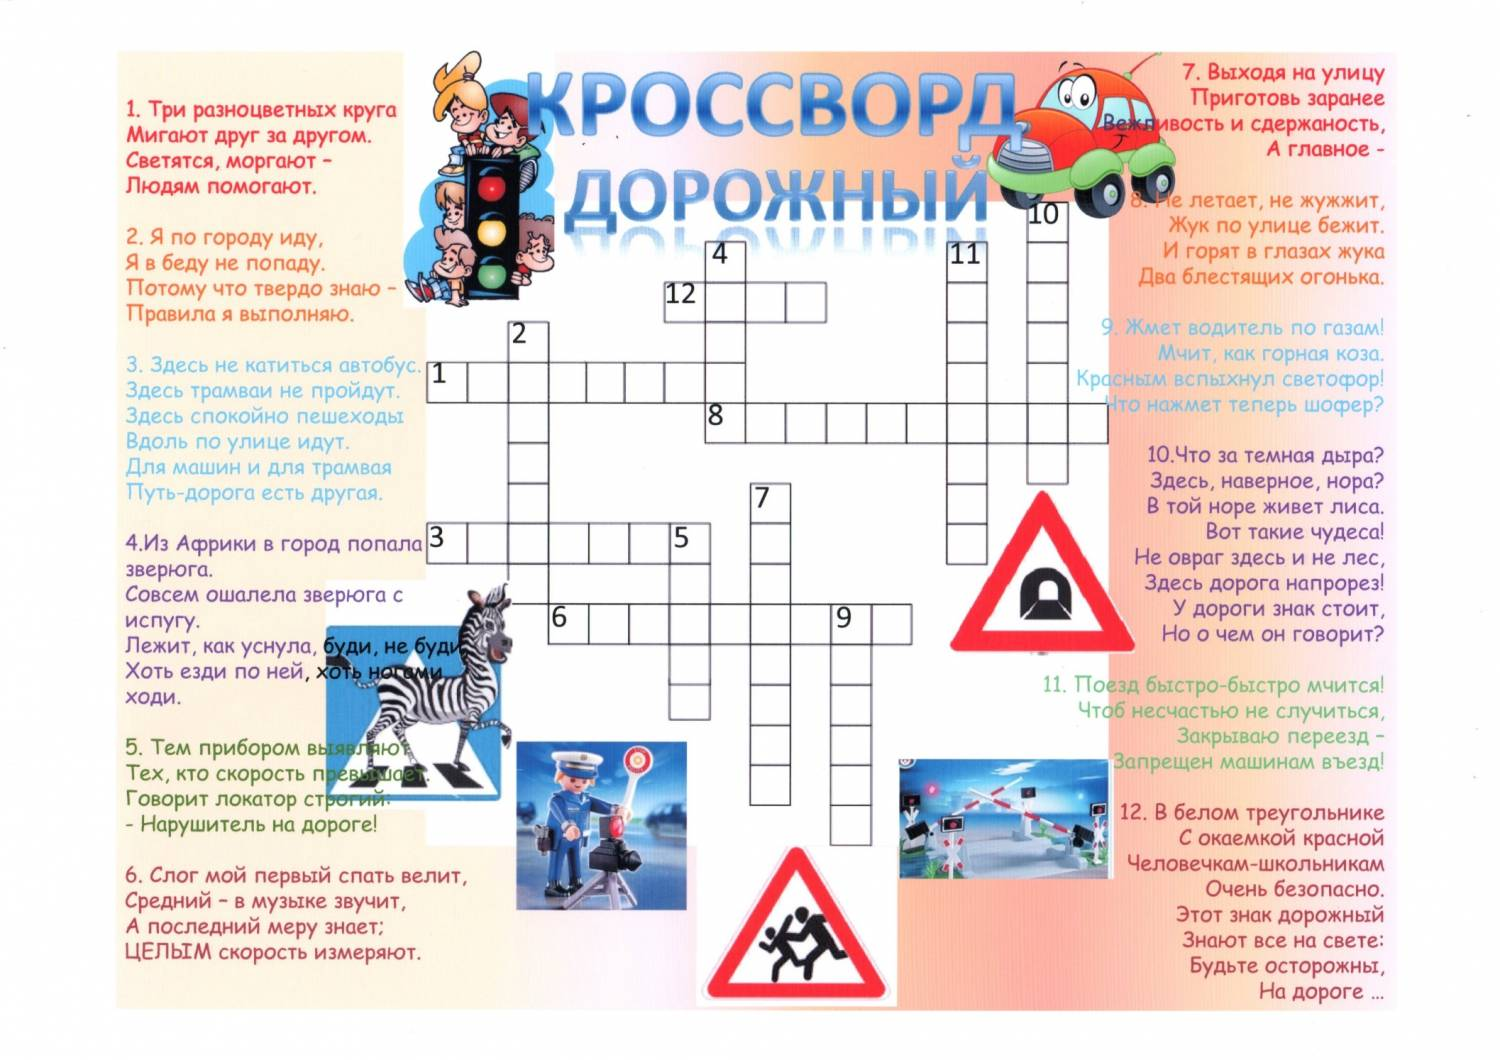 КРОССВОРД
ДОРОЖНЫЙ
1. Три разноцветных круга
Мигают друг за другом.
Светятся, моргают –
Людям помогают.
2. Я по городу иду,
Я в беду не попаду.
Потому что твердо знаю –
Правила я выполняю.
3. Здесь не катиться автобус.
Здесь трамваи не пройдут.
Здесь спокойно пешеходы
Вдоль по улице идут.
Для машин и для трамвая
Путь-дорога есть другая.
4.Из Африки в город попала
зверюга.
Совсем ошалела зверюга с
испугу.
Лежит, как уснула, буди, не буди,
Хоть езди по ней, хоть ногами
ходи.
5. Тем прибором выявляют
Тех, кто скорость превышает.
Говорит локатор строгий:
- Нарушитель на дороге!
6. Слог мой первый спать велит,
Средний – в музыке звучит,
А последний меру знает;
ЦЕЛЫМ скорость измеряют.
10
4
11
12
2
1
8
7
3
5
6
9
7. Выходя на улицу
Приготовь заранее
Вежливость и сдержаность,
А главное -
8. Не летает, не жужжит,
Жук по улице бежит.
И горят в глазах жука
Два блестящих огонька.
9. Жмет водитель по газам!
Мчит, как горная коза.
Красным вспыхнул светофор!
Что нажмет теперь шофер?
10.Что за темная дыра?
Здесь, наверное, нора?
В той норе живет лиса.
Вот такие чудеса!
Не овраг здесь и не лес,
Здесь дорога напрорез!
У дороги знак стоит,
Но о чем он говорит?
11. Поезд быстро-быстро мчится!
Чтоб несчастью не случиться,
Закрываю переезд –
Запрещен машинам въезд!
12. В белом треугольнике
С окаемкой красной
Человечкам-школьникам
Очень безопасно.
Этот знак дорожный
Знают все на свете:
Будьте осторожны,
На дороге ...